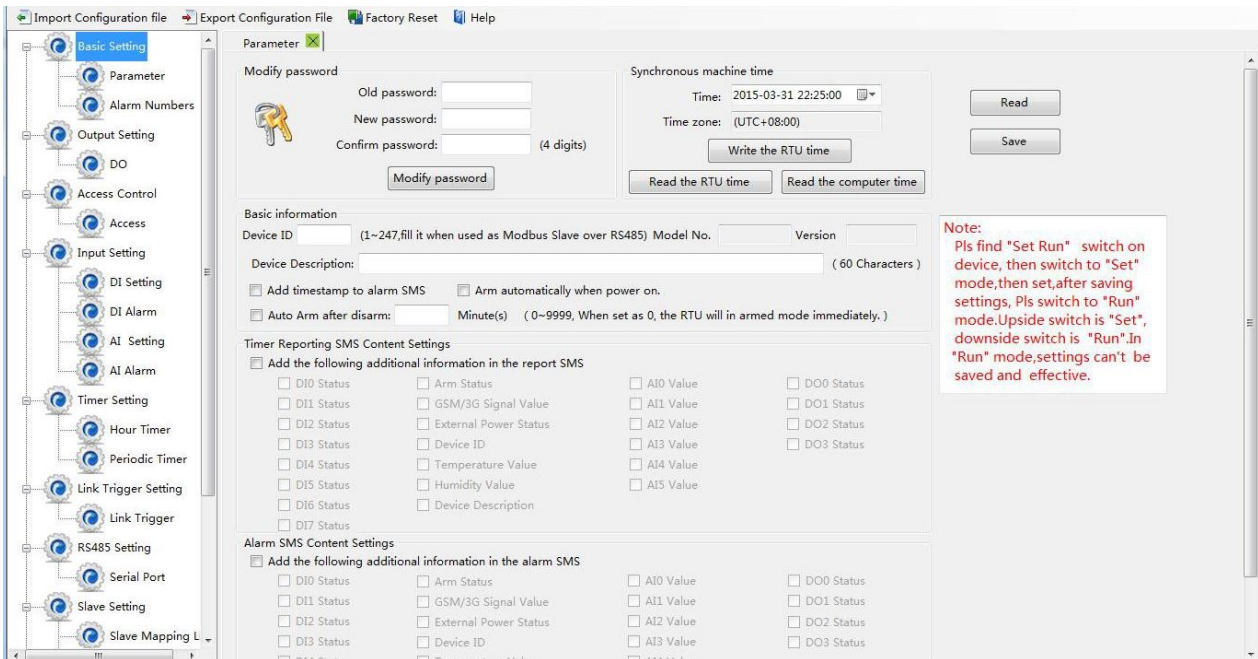 Import Configuration file Export Configuration File Factory Reset Help
Basic Setting
Parameter
Alarm Numbers
Output Setting
DO
Access Control
Access
Input Setting
DI Setting
DI Alarm
AI Setting
AI Alarm
Timer Setting
Hour Timer
Periodic Timer
Link Trigger Setting
Link Trigger
RS485 Setting
Serial Port
Slave Setting
Slave Mapping L
Parameter
Modify password
Old password:
New password:
Confirm password: (4 digits)
Modify password
Synchronous machine time
Time: 2015-03-31 22:25:00
Time zone: (UTC+08:00)
Write the RTU time
Read the RTU time Read the computer time
Read
Save
Basic information
Device ID (1~247,fill it when used as Modbus Slave over RS485) Model No. Version
Device Description: ( 60 Characters )
Add timestamp to alarm SMS Arm automatically when power on.
Auto Arm after disarm: Minute(s) ( 0~9999, When set as 0, the RTU will in armed mode immediately. )
Note:
Pls find "Set Run" switch on
device, then switch to "Set"
mode,then set,after saving
settings, Pls switch to "Run"
mode.Upside switch is "Set",
downside switch is "Run".In
"Run" mode,settings can't be
saved and effective.
Timer Reporting SMS Content Settings
Add the following additional information in the report SMS
DI0 Status Arm Status AI0 Value DO0 Status
DI1 Status GSM/3G Signal Value AI1 Value DO1 Status
DI2 Status External Power Status AI2 Value DO2 Status
DI3 Status Device ID AI3 Value DO3 Status
DI4 Status Temperature Value AI4 Value
DI5 Status Humidity Value AI5 Value
DI6 Status Device Description
DI7 Status
Alarm SMS Content Settings
Add the following additional information in the alarm SMS
DI0 Status Arm Status AI0 Value DO0 Status
DI1 Status GSM/3G Signal Value AI1 Value DO1 Status
DI2 Status External Power Status AI2 Value DO2 Status
DI3 Status Device ID AI3 Value DO3 Status